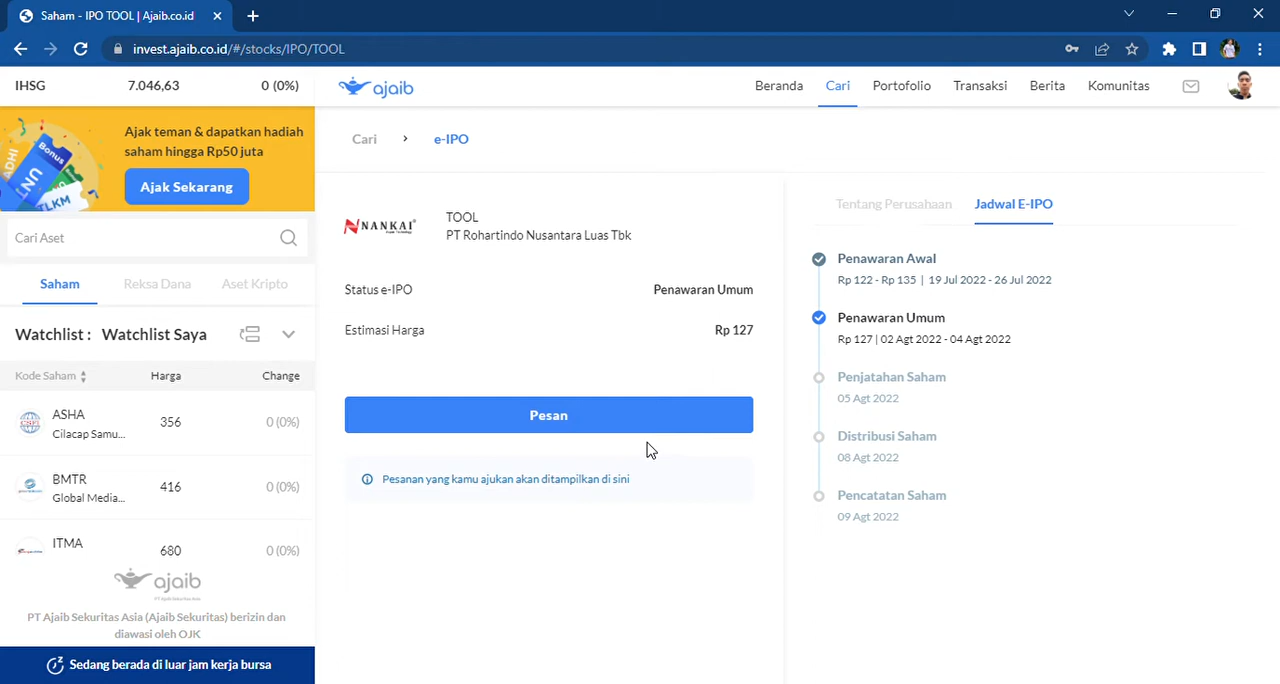 Saham - IPO TOOL | Ajaib.co.id
invest.ajaib.co.id/#/stocks/IPO/TOOL
IHSG 7.046,63 0 (0%)
ajaib
Beranda Cari Portofolio Transaksi Berita Komunitas
Ajak teman & dapatkan hadiah
saham hingga Rp50 juta
Ajak Sekarang
Bonus
ADHI
UN
TLKM
Cari Aset
Saham Reksa Dana Aset Kripto
Watchlist : Watchlist Saya
Kode Saham Harga Change
ASHA
Cilacap Samu...
356 0 (0%)
BMTR
Global Media...
416 0 (0%)
ITMA
680 0 (0%)
ajaib
PT Ajaib Sekuritas Asia
PT Ajaib Sekuritas Asia (Ajaib Sekuritas) berizin dan
diawasi oleh OJK
Sedang berada di luar jam kerja bursa
Cari > e-IPO
NANKAI
TOOL
PT Rohartindo Nusantara Luas Tbk
Status e-IPO Penawaran Umum
Estimasi Harga Rp 127
Pesan
Pesanan yang kamu ajukan akan ditampilkan di sini
Tentang Perusahaan Jadwal E-IPO
Penawaran Awal
Rp 122 - Rp 135 | 19 Jul 2022 - 26 Jul 2022
Penawaran Umum
Rp 127 | 02 Agt 2022 - 04 Agt 2022
Penjatahan Saham
05 Agt 2022
Distribusi Saham
08 Agt 2022
Pencatatan Saham
09 Agt 2022